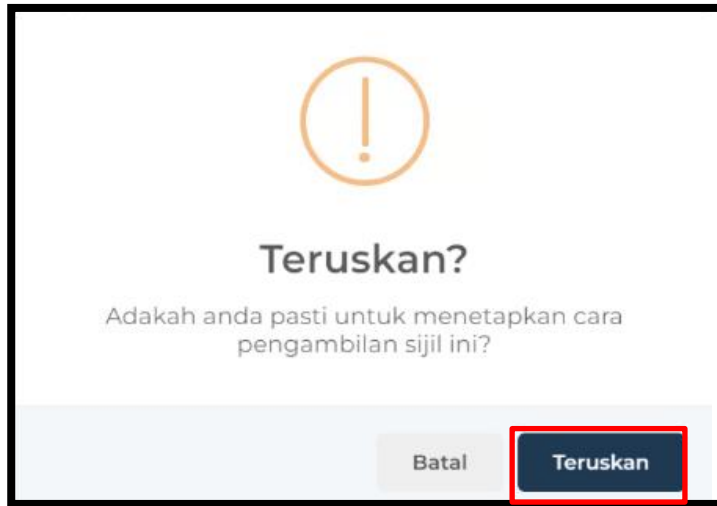 Teruskan?
Adakah anda pasti untuk menetapkan cara
pengambilan sijil ini?
Batal
Teruskan